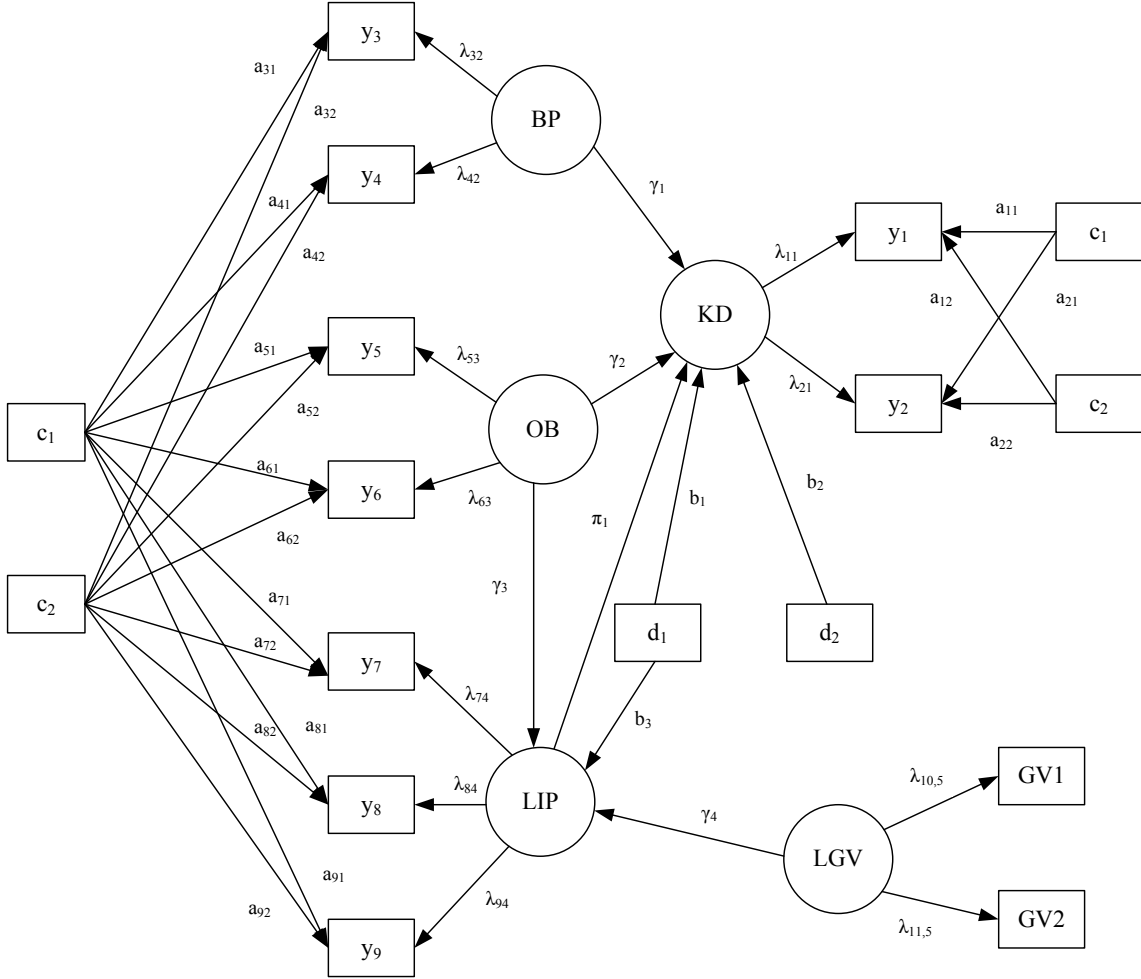 y₃
λ₃₂
a₃₁
BP
a₃₂
y₄
λ₄₂
γ₁
a₄₁
a₁₁
y₁
c₁
a₄₂
λ₁₁
a₁₂
a₂₁
KD
y₅
λ₅₃
a₅₁
γ₂
λ₂₁
y₂
c₂
a₅₂
c₁
OB
a₂₂
a₆₁
y₆
λ₆₃
b₁
b₂
a₆₂
π₁
γ₃
a₇₁
c₂
d₁
d₂
a₇₂
y₇
λ₇₄
b₃
a₈₂
a₈₁
λ₈₄
GV1
λ₁₀,₅
y₈
LIP
γ₄
LGV
a₉₁
λ₉₄
a₉₂
GV2
λ₁₁,₅
y₉